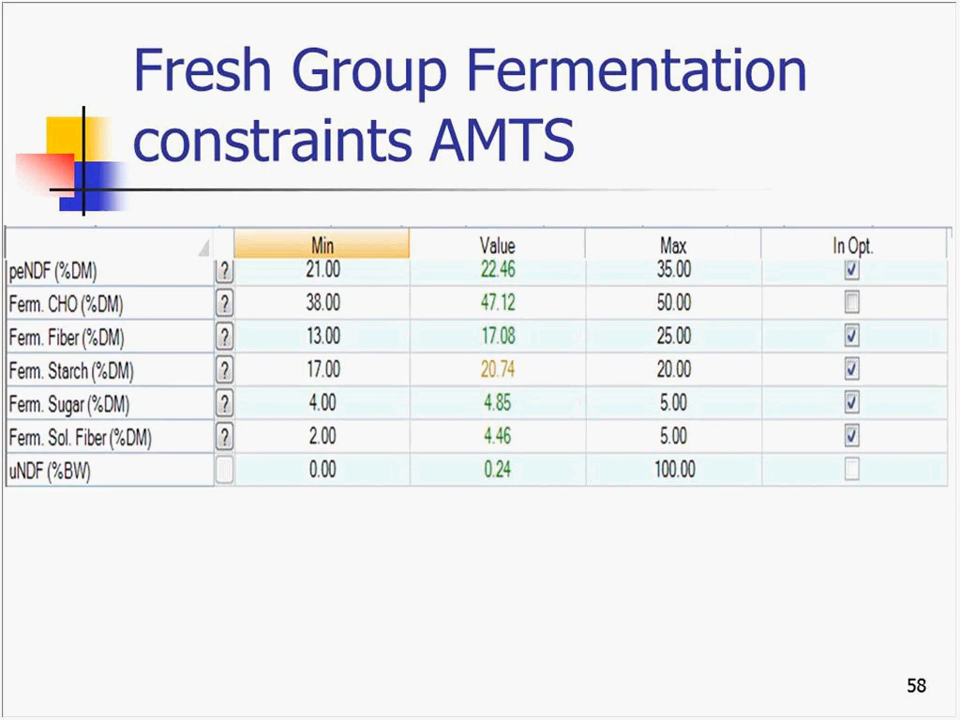 Fresh Group Fermentation
constraints AMTS
Min Value Max In Opt.
peNDF (%DM) ? 21.00 22.46 35.00
Ferm. CHO (%DM) ? 38.00 47.12 50.00
Ferm. Fiber (%DM) ? 13.00 17.08 25.00
Ferm. Starch (%DM) ? 17.00 20.74 20.00
Ferm. Sugar (%DM) ? 4.00 4.85 5.00
Ferm. Sol. Fiber (%DM) ? 2.00 4.46 5.00
uNDF (%BW) 0.00 0.24 100.00
58